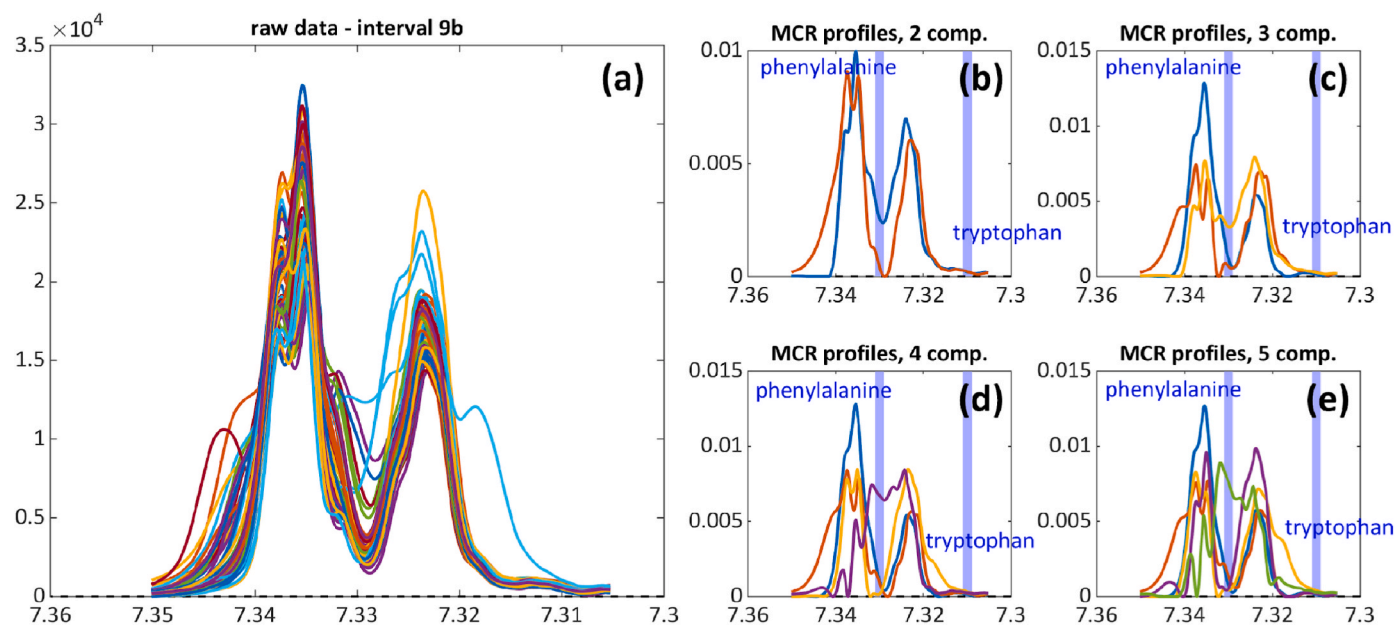 ×10⁴
raw data - interval 9b
(a)
3.5
3
2.5
2
1.5
1
0.5
0
7.36 7.35 7.34 7.33 7.32 7.31 7.3
MCR profiles, 2 comp.
(b)
phenylalanine
tryptophan
0.01
0.005
0
7.36 7.34 7.32 7.3
MCR profiles, 3 comp.
(c)
phenylalanine
tryptophan
0.015
0.01
0.005
0
7.36 7.34 7.32 7.3
MCR profiles, 4 comp.
(d)
phenylalanine
tryptophan
0.015
0.01
0.005
0
7.36 7.34 7.32 7.3
MCR profiles, 5 comp.
(e)
phenylalanine
tryptophan
0.015
0.01
0.005
0
7.36 7.34 7.32 7.3